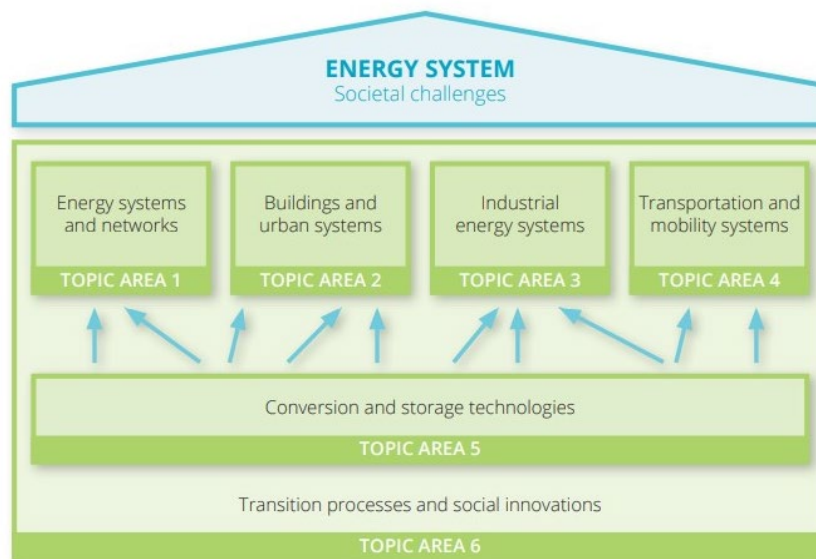 ENERGY SYSTEM
Societal challenges
Energy systems
and networks
TOPIC AREA 1
Buildings and
urban systems
TOPIC AREA 2
Industrial
energy systems
TOPIC AREA 3
Transportation and
mobility systems
TOPIC AREA 4
Conversion and storage technologies
TOPIC AREA 5
Transition processes and social innovations
TOPIC AREA 6